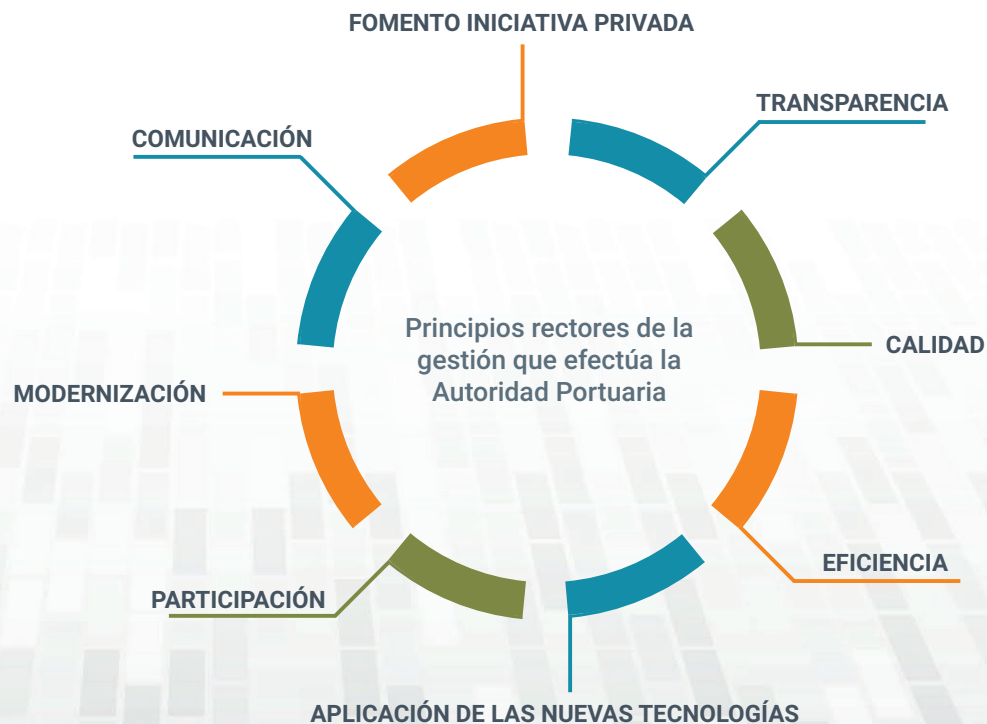 FOMENTO INICIATIVA PRIVADA
TRANSPARENCIA
COMUNICACIÓN
Principios rectores de la
gestión que efectúa la
Autoridad Portuaria
CALIDAD
MODERNIZACIÓN
EFICIENCIA
PARTICIPACIÓN
APLICACIÓN DE LAS NUEVAS TECNOLOGÍAS